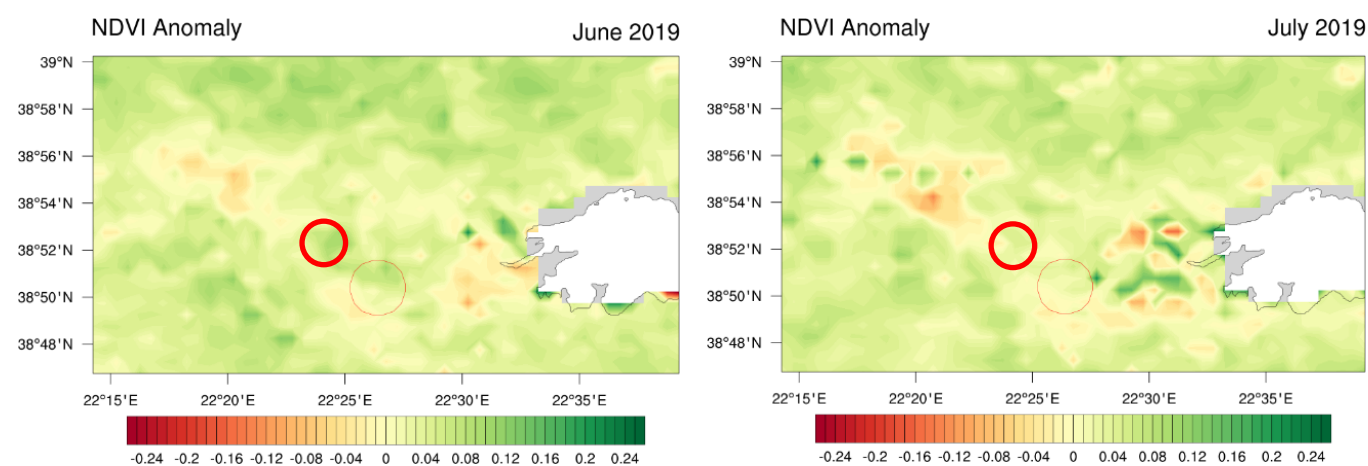 NDVI Anomaly
June 2019
39°N
38°58'N
38°56'N
38°54'N
38°52'N
38°50'N
38°48'N
22°15'E
22°20'E
22°25'E
22°30'E
22°35'E
-0.24 -0.2 -0.16 -0.12 -0.08 -0.04 0 0.04 0.08 0.12 0.16 0.2 0.24
NDVI Anomaly
July 2019
39°N
38°58'N
38°56'N
38°54'N
38°52'N
38°50'N
38°48'N
22°15'E
22°20'E
22°25'E
22°30'E
22°35'E
-0.24 -0.2 -0.16 -0.12 -0.08 -0.04 0 0.04 0.08 0.12 0.16 0.2 0.24